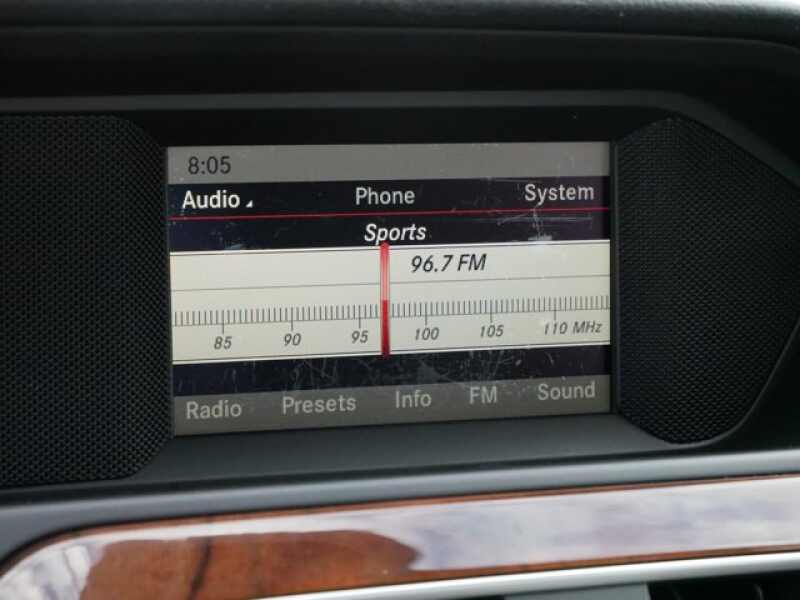 8:05
Audio Phone System
Sports
96.7 FM
85 90 95 100 105 110 MHz
Radio Presets Info FM Sound